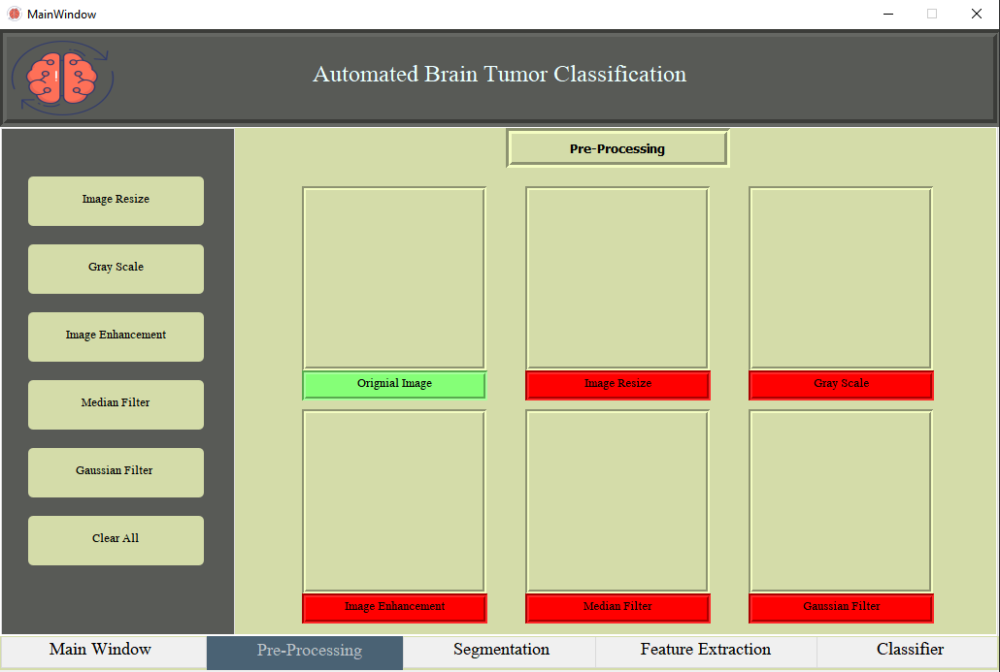 MainWindow
Automated Brain Tumor Classification
Pre-Processing
Image Resize
Gray Scale
Image Enhancement
Median Filter
Gaussian Filter
Clear All
Orignial Image
Image Resize
Gray Scale
Image Enhancement
Median Filter
Gaussian Filter
Main Window
Pre-Processing
Segmentation
Feature Extraction
Classifier